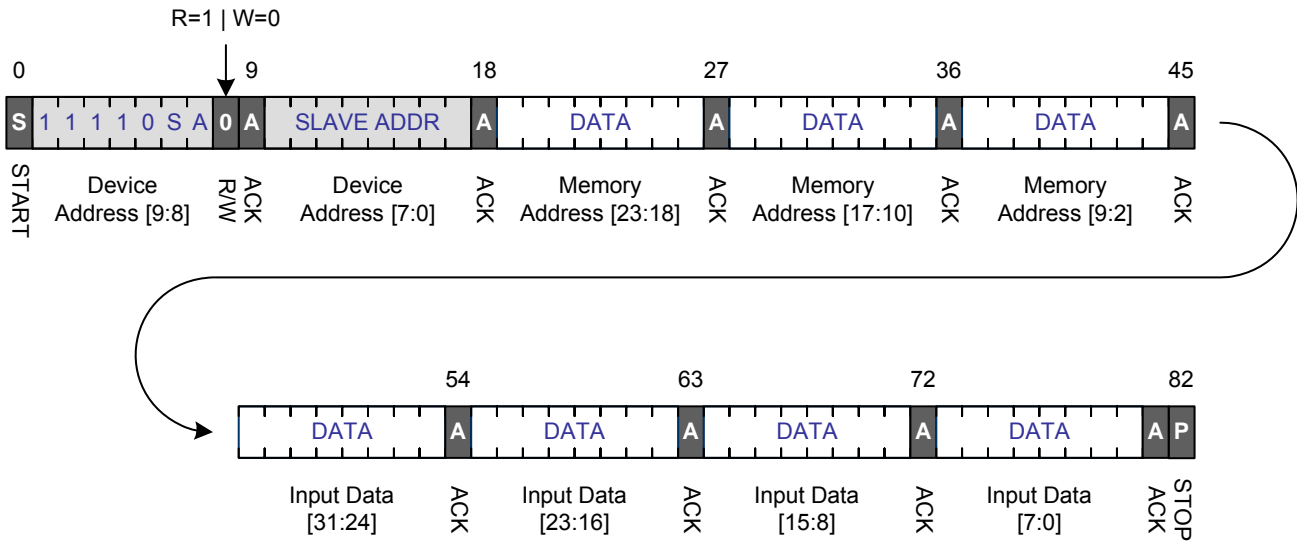 R=1 | W=0
0 9 18 27 36 45
S 1 1 1 1 0 S A 0 A SLAVE ADDR A DATA A DATA A DATA A
START Device Address [9:8] R/W ACK Device Address [7:0] ACK Memory Address [23:18] ACK Memory Address [17:10] ACK Memory Address [9:2] ACK
54 63 72 82
DATA A DATA A DATA A DATA A P
Input Data [31:24] ACK Input Data [23:16] ACK Input Data [15:8] ACK Input Data [7:0] ACK STOP